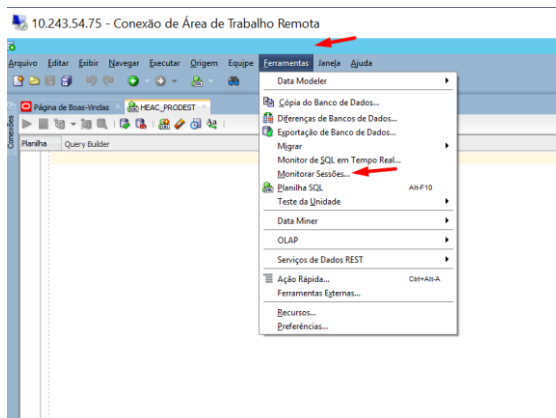 10.243.54.75 - Conexão de Área de Trabalho Remota
Arquivo Editar Exibir Navegar Executar Origem Equipe Ferramentas Janela Ajuda
Página de Boas-Vindas HEAC_PRODEST
Conexões
Planilha Query Builder
Data Modeler
Cópia do Banco de Dados...
Diferenças de Bancos de Dados...
Exportação de Banco de Dados...
Migrar
Monitor de SQL em Tempo Real...
Monitorar Sessões...
Planilha SQL Alt-F10
Teste da Unidade
Data Miner
OLAP
Serviços de Dados REST
Ação Rápida... Ctrl+Alt-A
Ferramentas Externas...
Recursos...
Preferências...